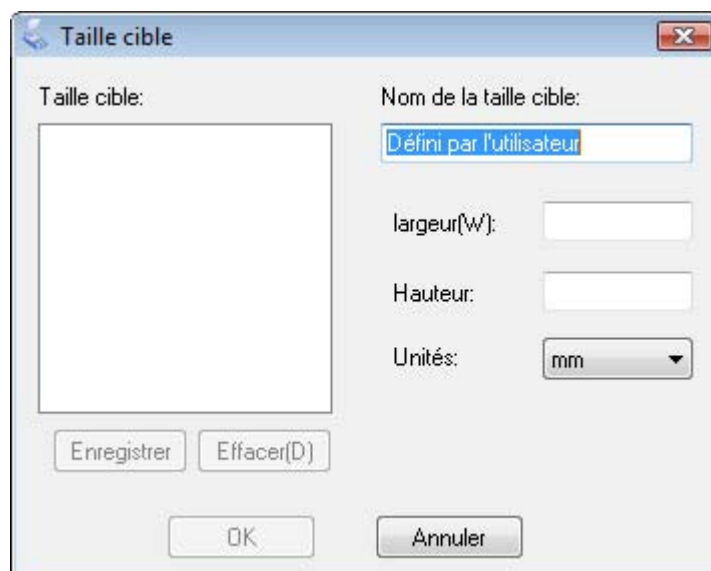 Taille cible
Taille cible:
Nom de la taille cible:
Défini par l'utilisateur
largeur(W):
Hauteur:
Unités:
mm
Enregistrer
Effacer(D)
OK
Annuler